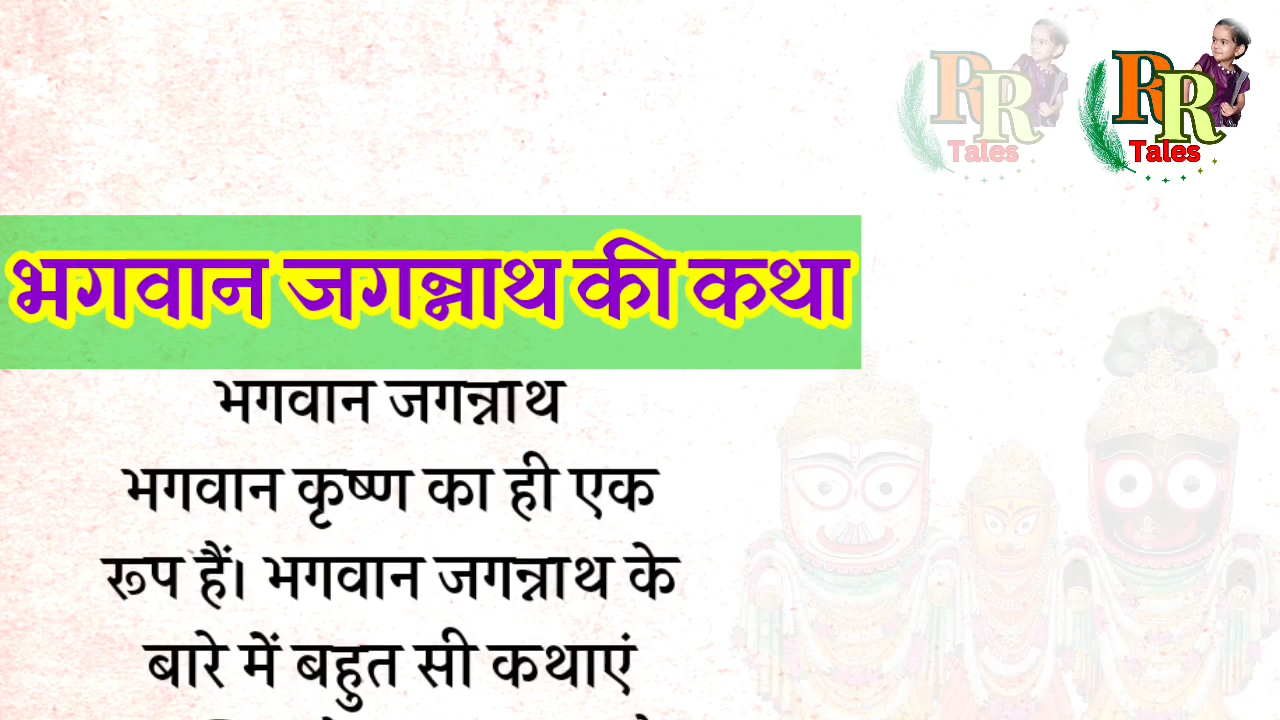 RR
Tales
RR
Tales
भगवान जगन्नाथ की कथा
भगवान जगन्नाथ
भगवान कृष्ण का ही एक
रूप हैं। भगवान जगन्नाथ के
बारे में बहुत सी कथाएं